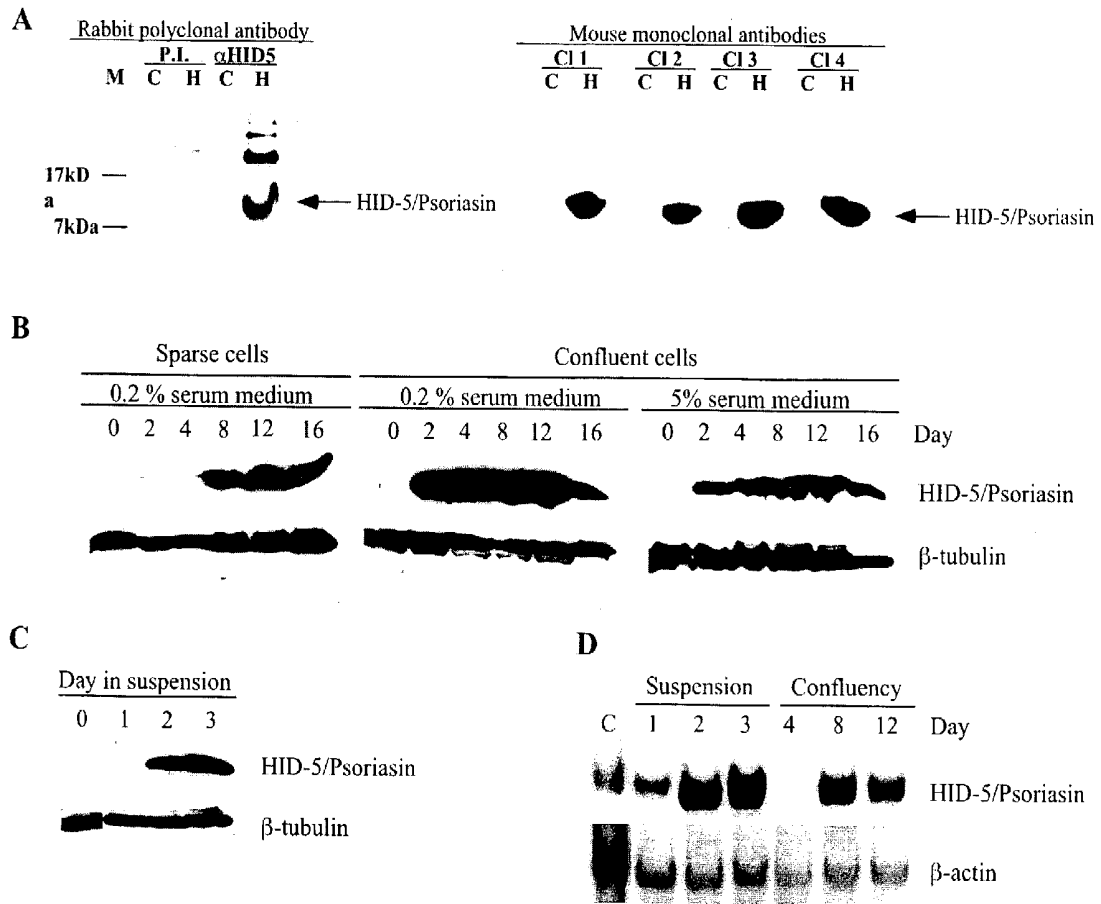 A
Rabbit polyclonal antibody
P.I. αHID5
M C H C H
17kD
a
7kDa
HID-5/Psoriasin
Mouse monoclonal antibodies
Cl 1 Cl 2 Cl 3 Cl 4
C H C H C H C H
HID-5/Psoriasin
B
Sparse cells Confluent cells
0.2 % serum medium 0.2 % serum medium 5% serum medium
0 2 4 8 12 16 0 2 4 8 12 16 0 2 4 8 12 16 Day
HID-5/Psoriasin
β-tubulin
C
Day in suspension
0 1 2 3
HID-5/Psoriasin
β-tubulin
D
Suspension Confluency
C 1 2 3 4 8 12 Day
HID-5/Psoriasin
β-actin